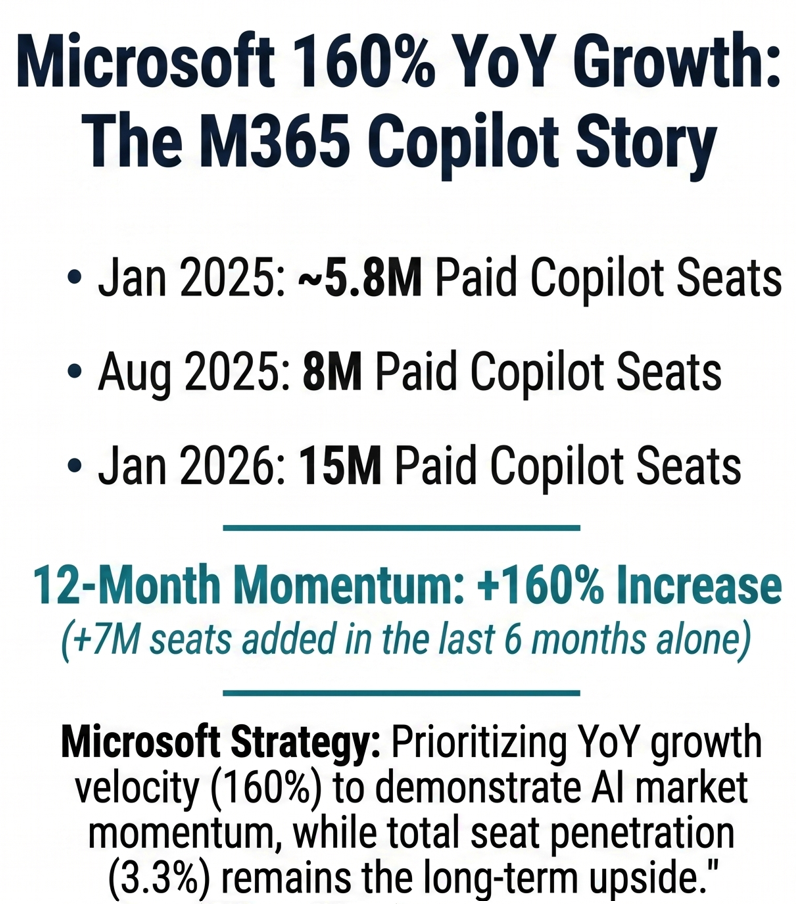 Microsoft 160% YoY Growth:
The M365 Copilot Story
• Jan 2025: ~5.8M Paid Copilot Seats
• Aug 2025: 8M Paid Copilot Seats
• Jan 2026: 15M Paid Copilot Seats
12-Month Momentum: +160% Increase
(+7M seats added in the last 6 months alone)
Microsoft Strategy: Prioritizing YoY growth
velocity (160%) to demonstrate AI market
momentum, while total seat penetration
(3.3%) remains the long-term upside."